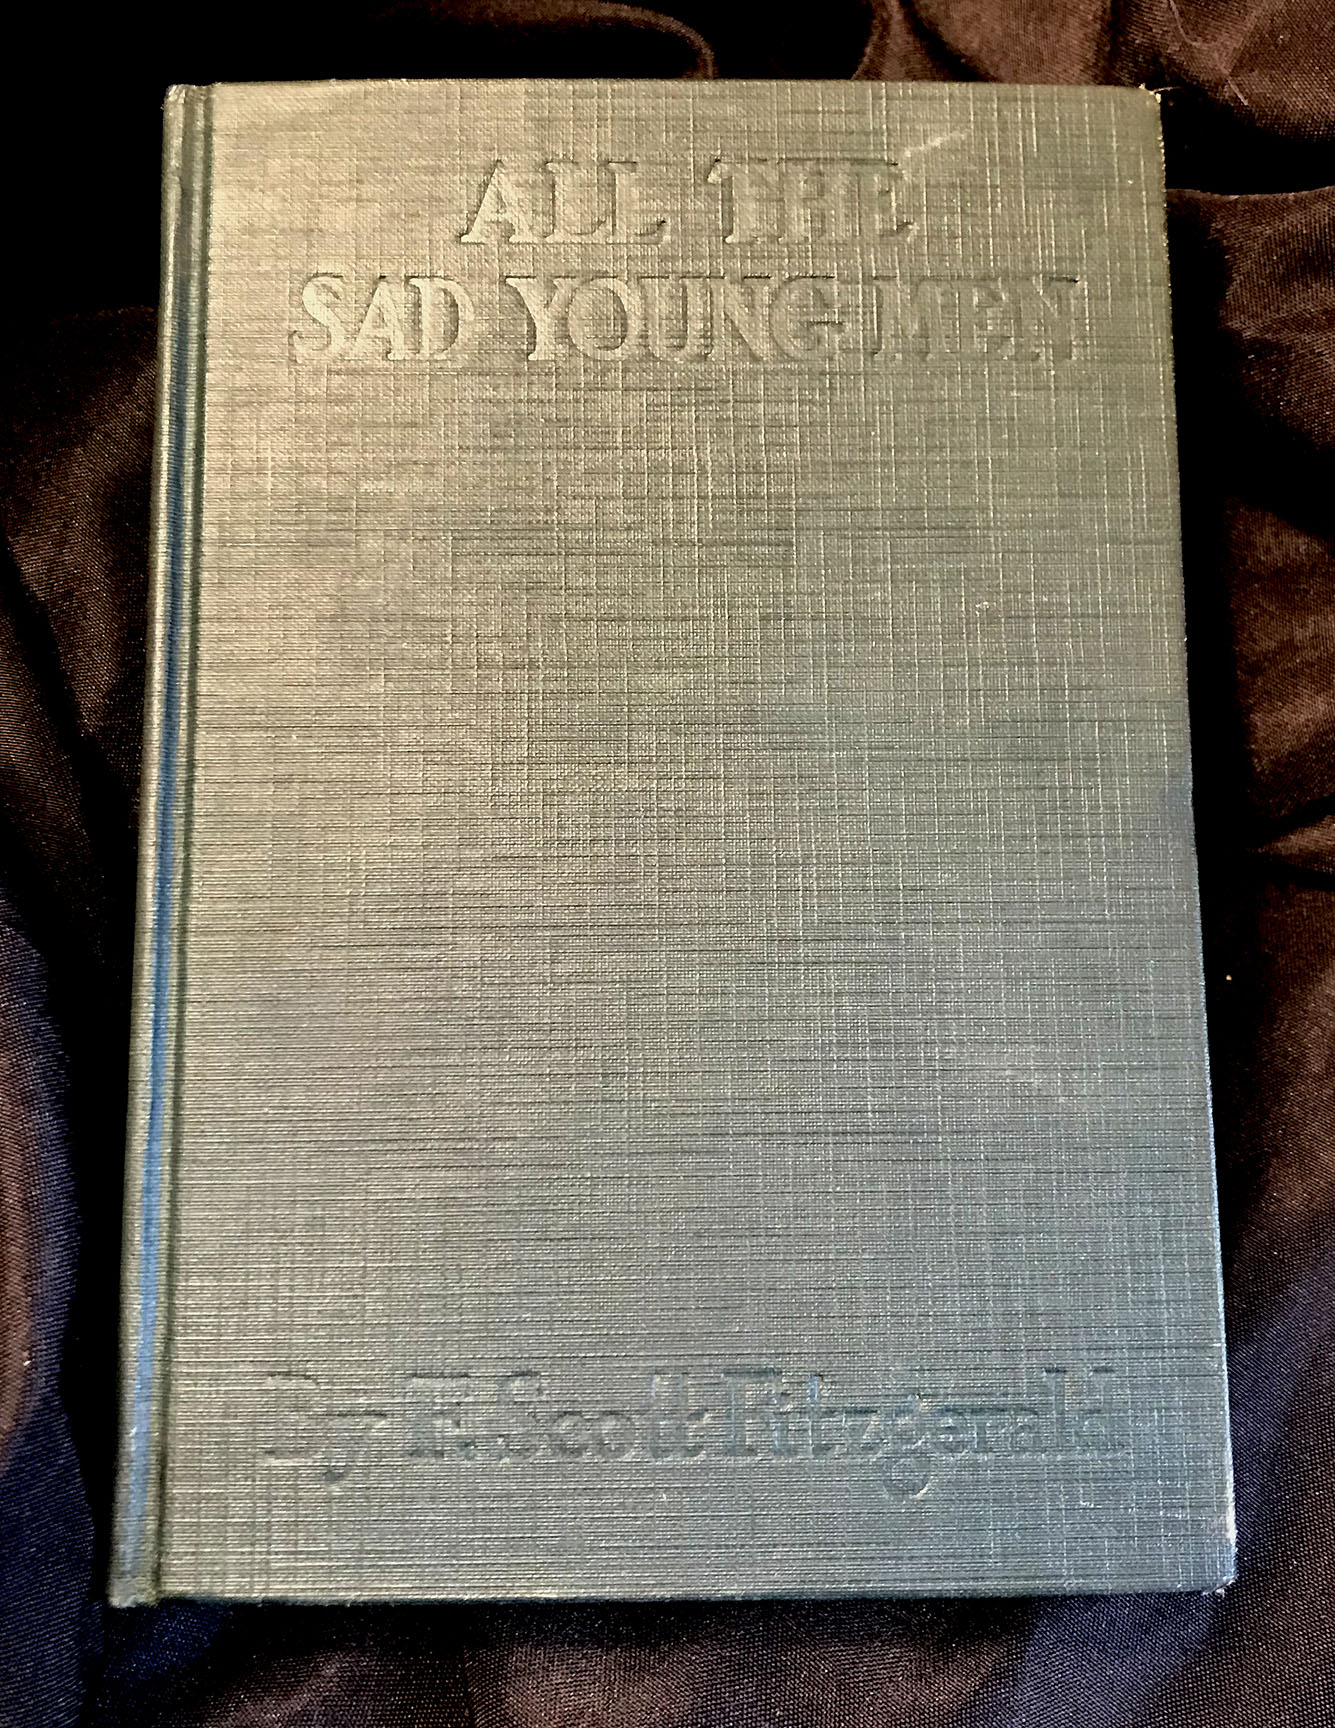 ALL THE
SAD YOUNG MEN
By F. Scott Fitzgerald